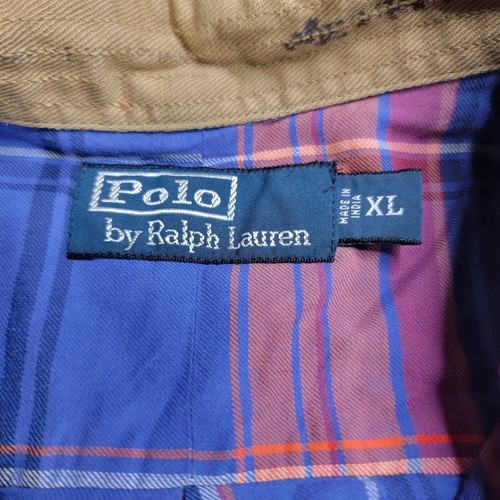 Polo
by Ralph Lauren
MADE IN
INDIA
XL